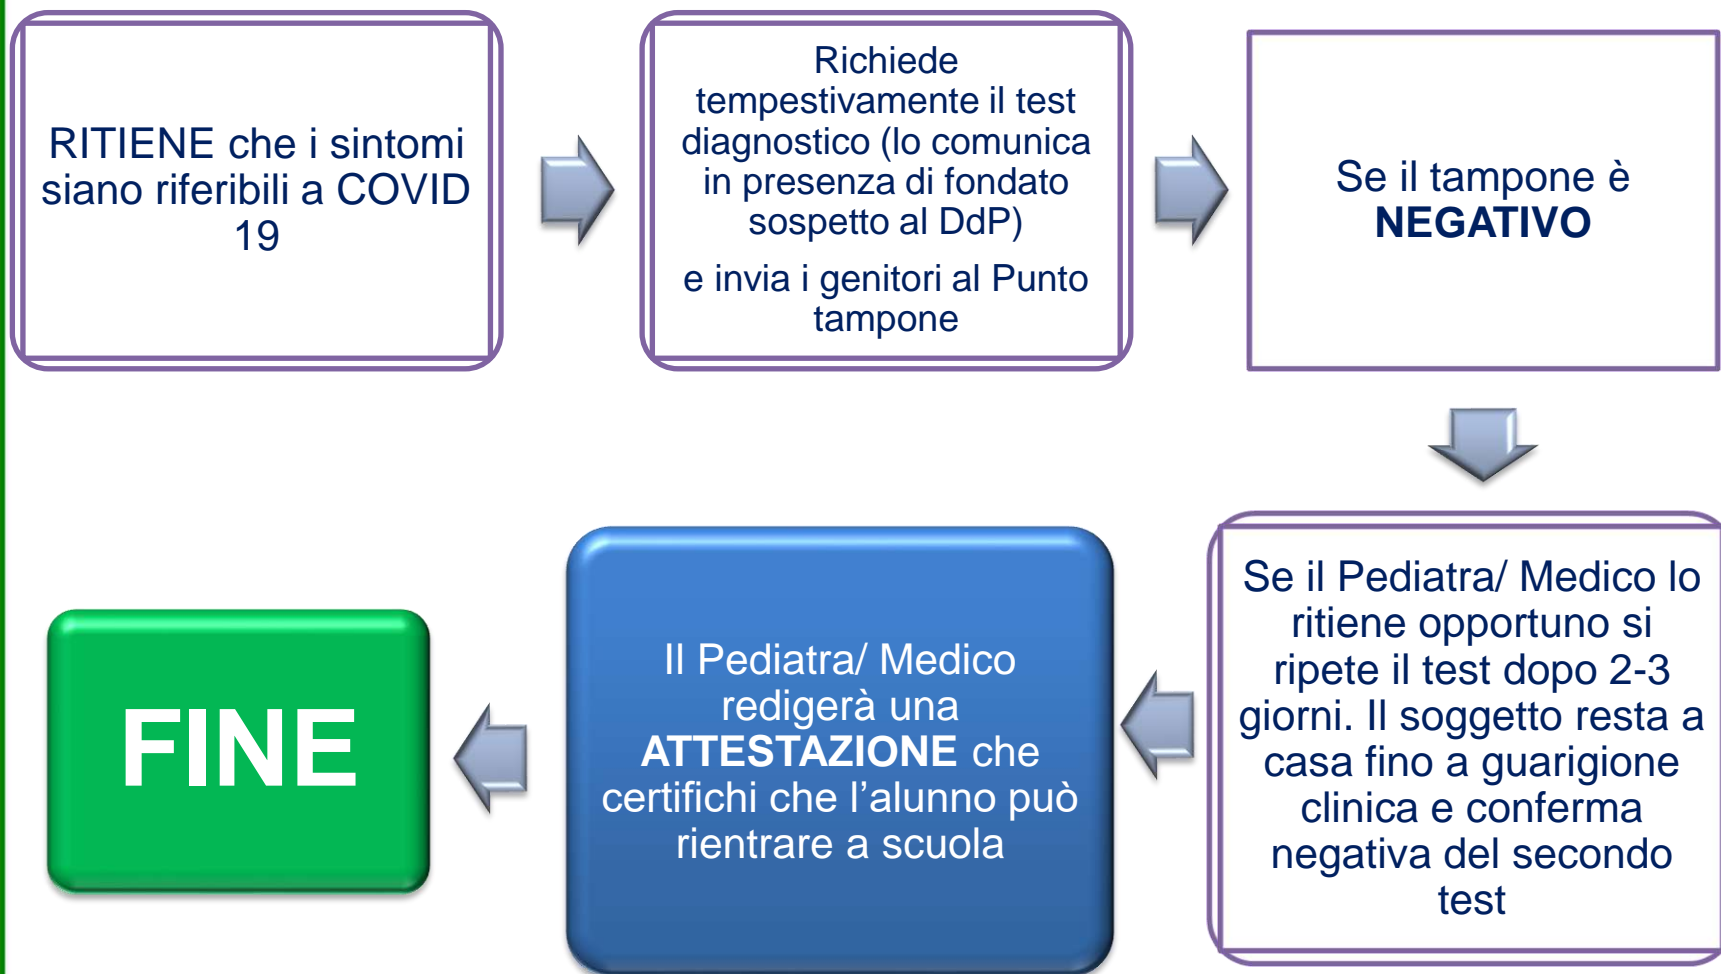 RITIENE che i sintomi
siano riferibili a COVID
19
Richiede
tempestivamente il test
diagnostico (lo comunica
in presenza di fondato
sospetto al DdP)
e invia i genitori al Punto
tampone
Se il tampone è
NEGATIVO
Se il Pediatra/ Medico lo
ritiene opportuno si
ripete il test dopo 2-3
giorni. Il soggetto resta a
casa fino a guarigione
clinica e conferma
negativa del secondo
test
Il Pediatra/ Medico
redigerà una
ATTESTAZIONE che
certifichi che l’alunno può
rientrare a scuola
FINE